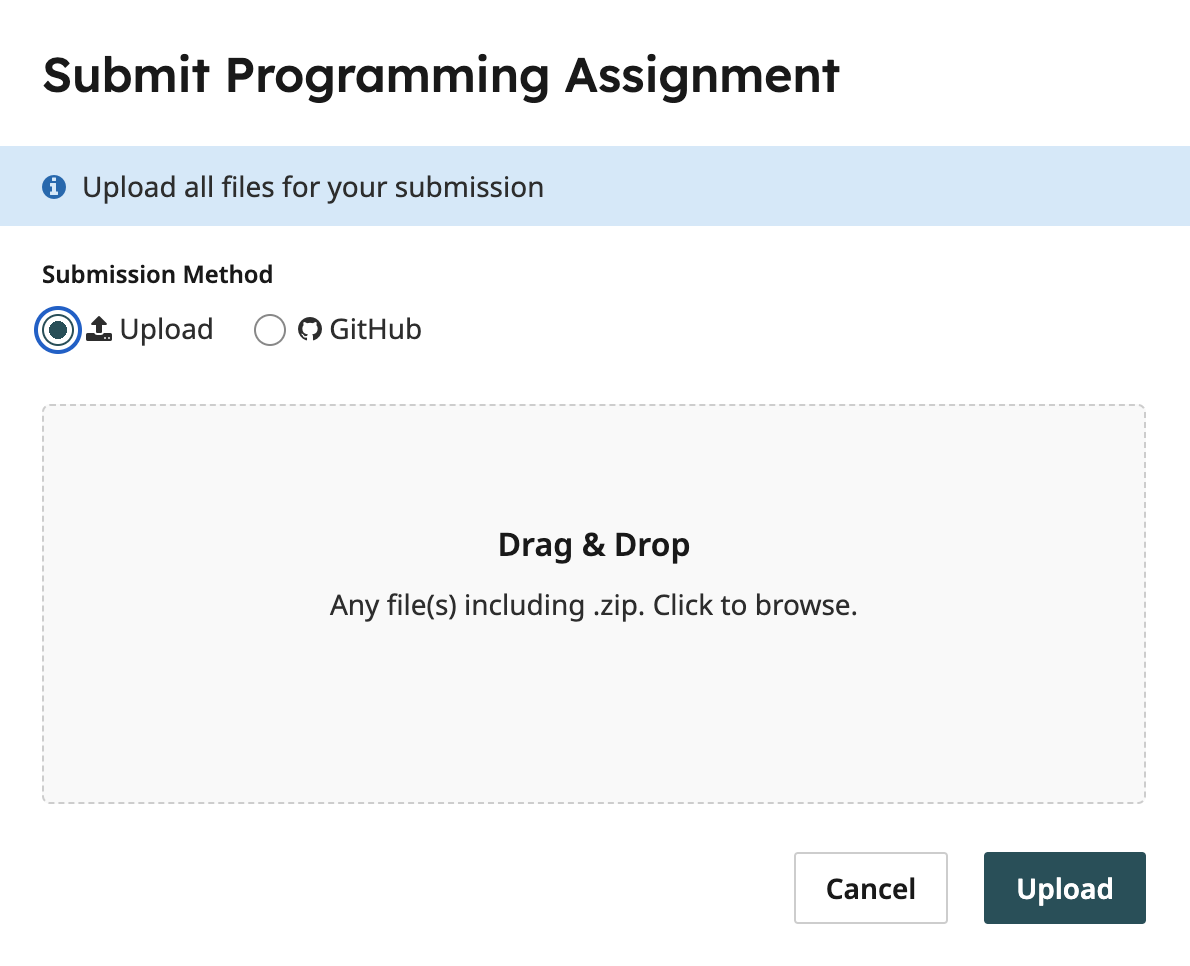 Submit Programming Assignment
Upload all files for your submission
Submission Method
Upload GitHub
Drag & Drop
Any file(s) including .zip. Click to browse.
Cancel Upload